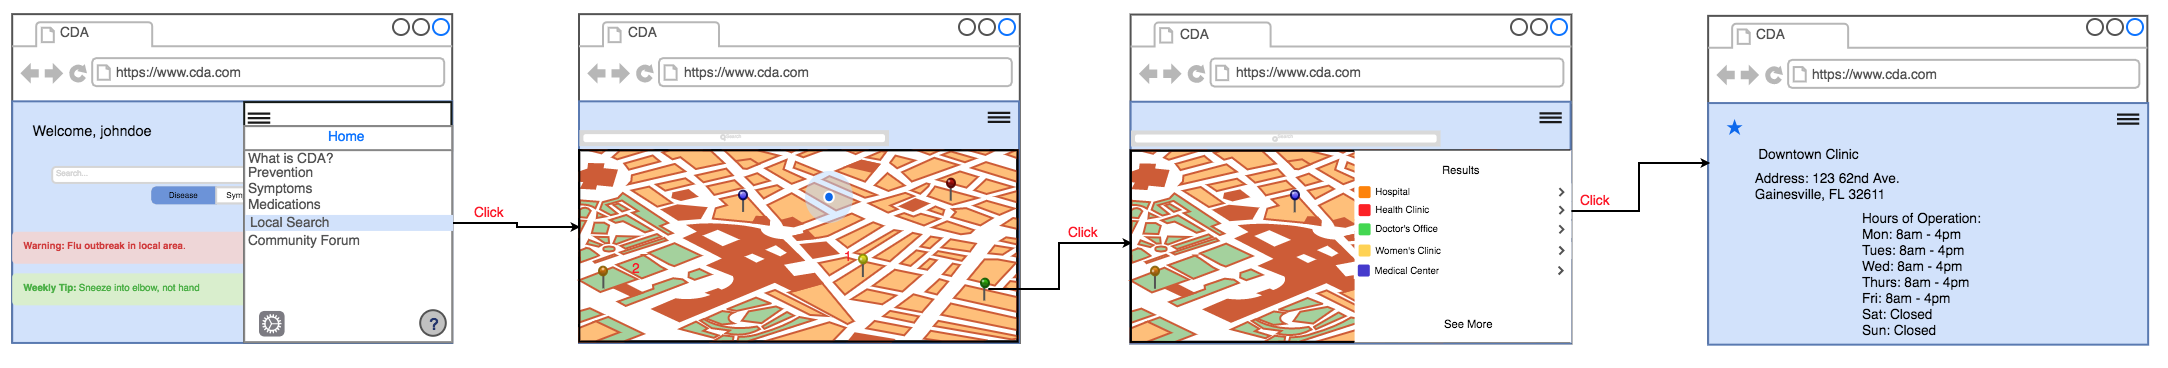 CDA
https://www.cda.com
Welcome, johndoe
Search...
Disease
Sym
Warning: Flu outbreak in local area.
Weekly Tip: Sneeze into elbow, not hand
Home
What is CDA?
Prevention
Symptoms
Medications
Local Search
Community Forum
?
Click
CDA
https://www.cda.com
Search
1
2
Click
CDA
https://www.cda.com
Search
Results
Hospital
Health Clinic
Doctor's Office
Women's Clinic
Medical Center
See More
Click
CDA
https://www.cda.com
Downtown Clinic
Address: 123 62nd Ave.
Gainesville, FL 32611
Hours of Operation:
Mon: 8am - 4pm
Tues: 8am - 4pm
Wed: 8am - 4pm
Thurs: 8am - 4pm
Fri: 8am - 4pm
Sat: Closed
Sun: Closed